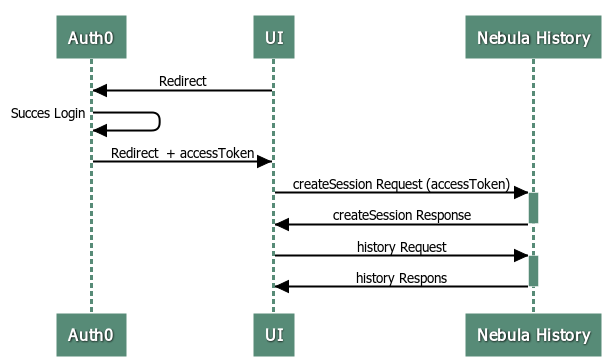 Auth0
UI
Nebula History
Redirect
Succes Login
Redirect + accessToken
createSession Request (accessToken)
createSession Response
history Request
history Respons
Auth0
UI
Nebula History